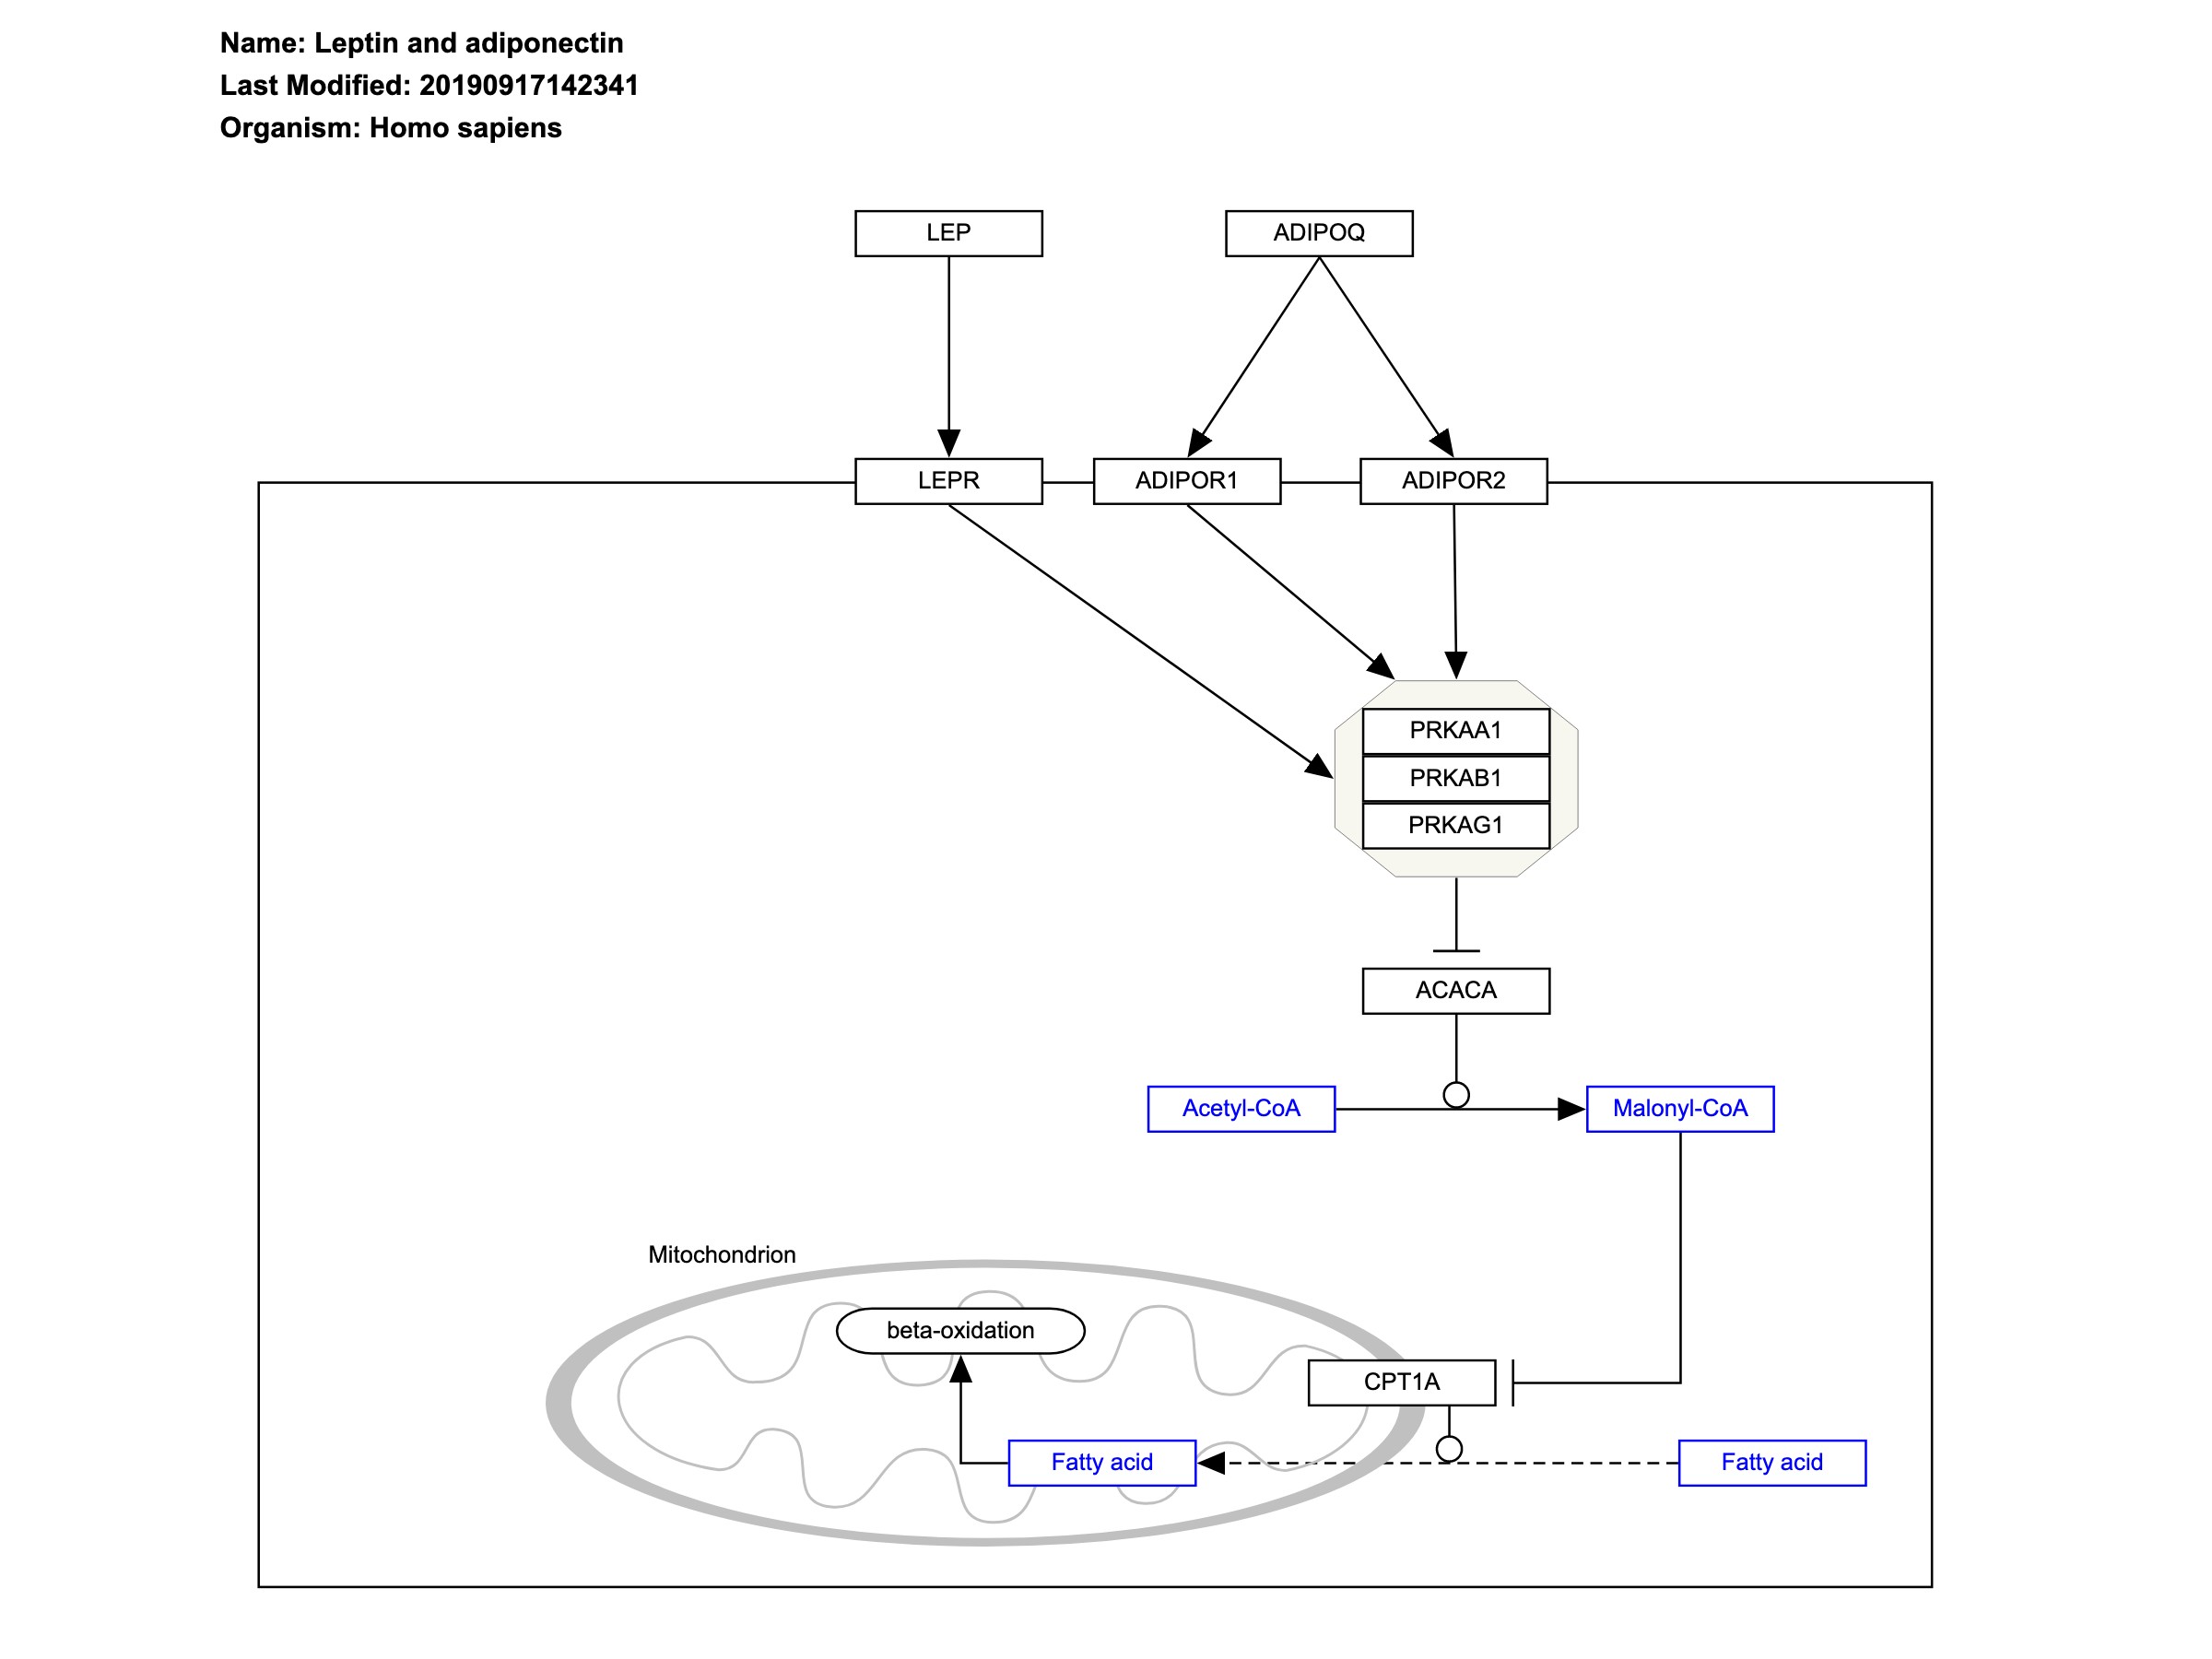 Name: Leptin and adiponectin
Last Modified: 20190917142341
Organism: Homo sapiens
LEP
ADIPOQ
LEPR
ADIPOR1
ADIPOR2
PRKAA1
PRKAB1
PRKAG1
ACACA
Acetyl-CoA
Malonyl-CoA
Mitochondrion
beta-oxidation
CPT1A
Fatty acid
Fatty acid